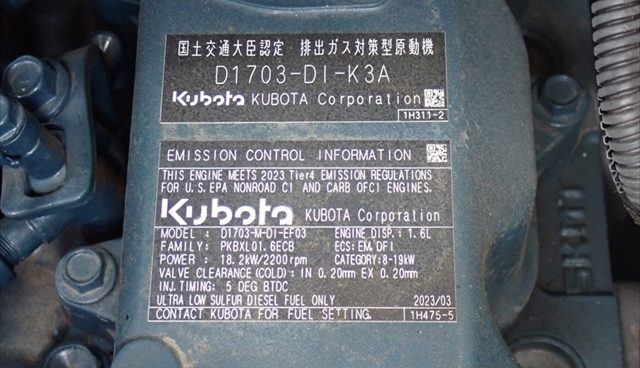 国土交通大臣認定 排出ガス対策型原動機
D1703-DI-K3A
Kubota KUBOTA Corporation
1H311-2
EMISSION CONTROL INFORMATION
THIS ENGINE MEETS 2023 Tier4 EMISSION REGULATIONS
FOR U.S. EPA NONROAD CI AND CARB OFCI ENGINES.
Kubota KUBOTA Corporation
MODEL : D1703-M-DI-EF03 ENGINE DISP.: 1.6L
FAMILY: PKBXL01.6ECB ECS: EM/DFI
POWER : 18.2kW/2200rpm CATEGORY:8-19kW
VALVE CLEARANCE(COLD): IN 0.20mm EX 0.20mm
INJ.TIMING: 5 DEG BTDC
ULTRA LOW SULFUR DIESEL FUEL ONLY 2023/03
CONTACT KUBOTA FOR FUEL SETTING. 1H475-5